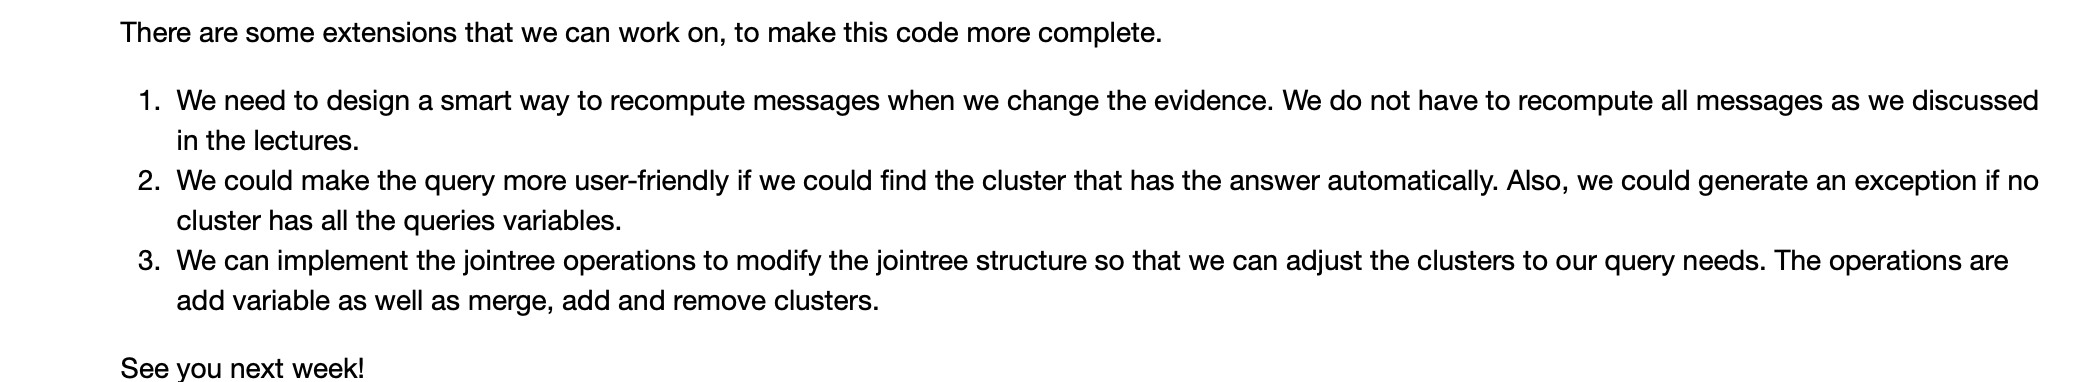 There are some extensions that we can work on, to make this code more complete.
1. We need to design a smart way to recompute messages when we change the evidence. We do not have to recompute all messages as we discussed
in the lectures.
2. We could make the query more user-friendly if we could find the cluster that has the answer automatically. Also, we could generate an exception if no
cluster has all the queries variables.
3. We can implement the jointree operations to modify the jointree structure so that we can adjust the clusters to our query needs. The operations are
add variable as well as merge, add and remove clusters.
See you next week!